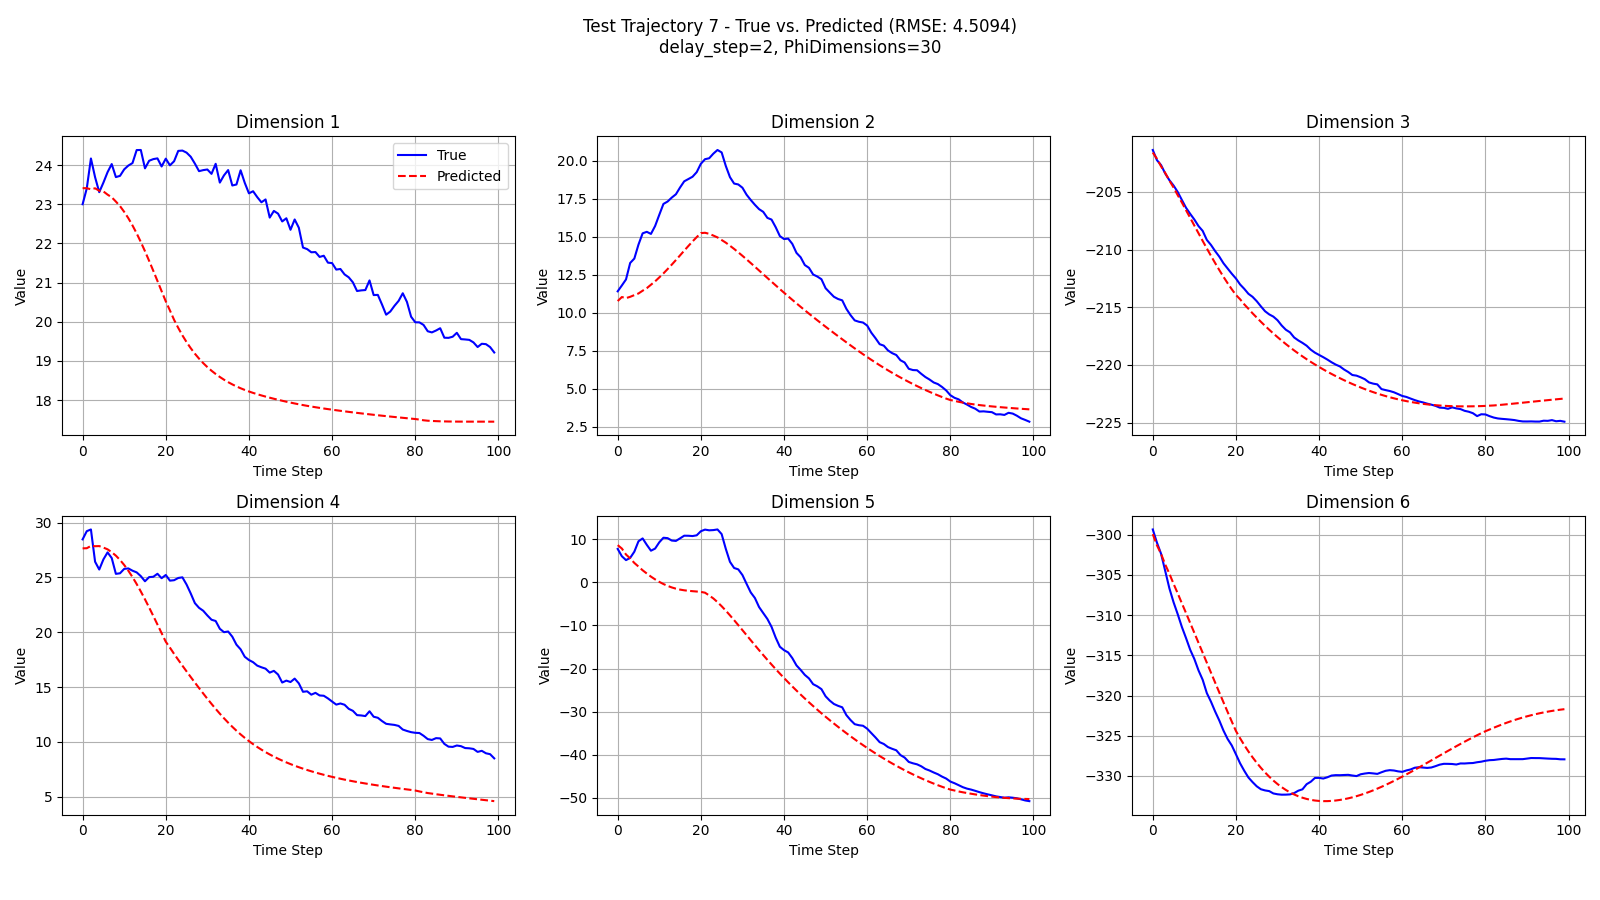 Test Trajectory 7 - True vs. Predicted (RMSE: 4.5094)
delay_step=2, PhiDimensions=30
Dimension 1
Value
24
23
22
21
20
19
18
0 20 40 60 80 100
Time Step
True
Predicted
Dimension 2
Value
20.0
17.5
15.0
12.5
10.0
7.5
5.0
2.5
0 20 40 60 80 100
Time Step
Dimension 3
Value
−205
−210
−215
−220
−225
0 20 40 60 80 100
Time Step
Dimension 4
Value
30
25
20
15
10
5
0 20 40 60 80 100
Time Step
Dimension 5
Value
10
0
−10
−20
−30
−40
−50
0 20 40 60 80 100
Time Step
Dimension 6
Value
−300
−305
−310
−315
−320
−325
−330
0 20 40 60 80 100
Time Step